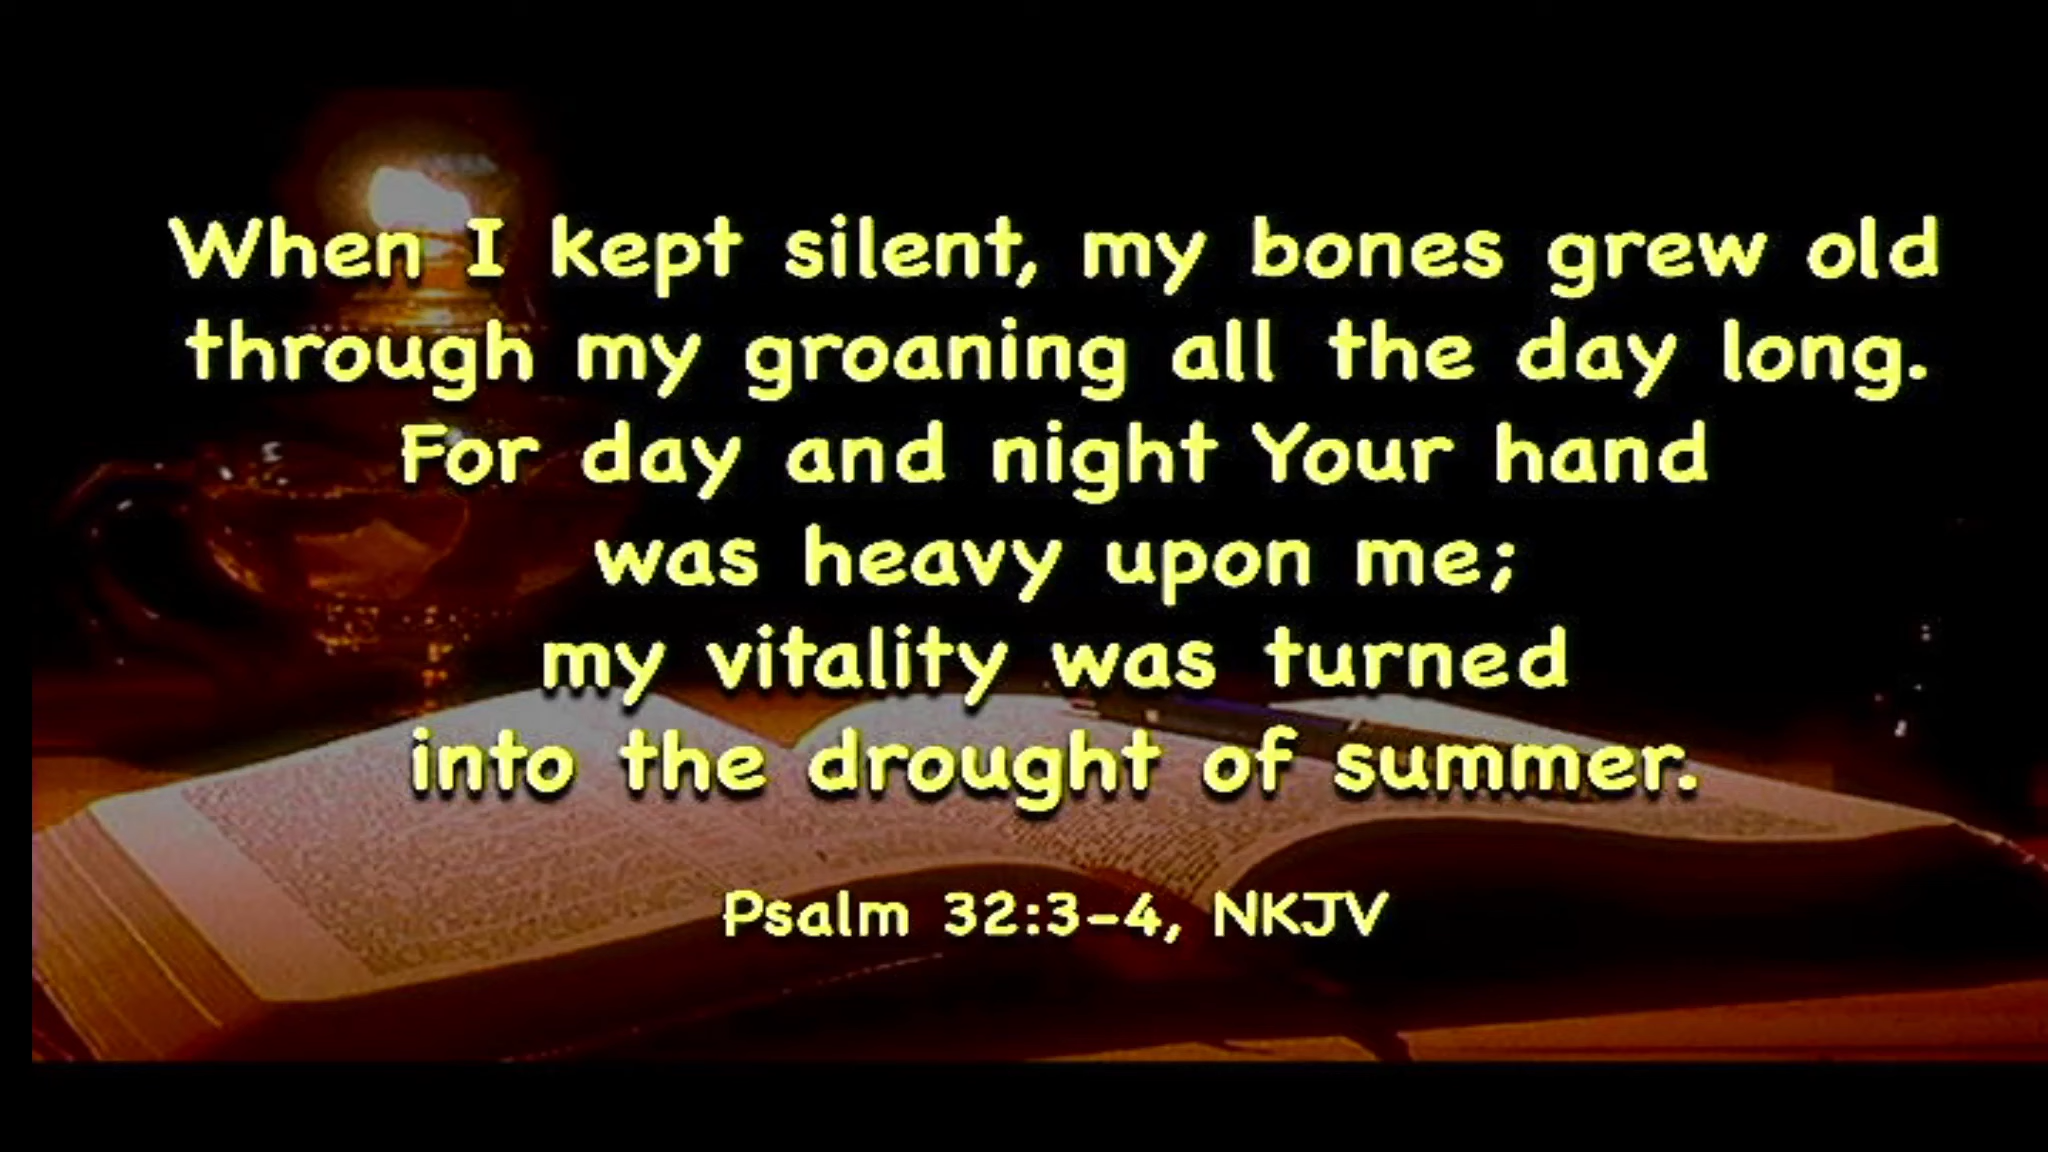 When I kept silent, my bones grew old
through my groaning all the day long.
For day and night Your hand
was heavy upon me;
my vitality was turned
into the drought of summer.
Psalm 32:3-4, NKJV